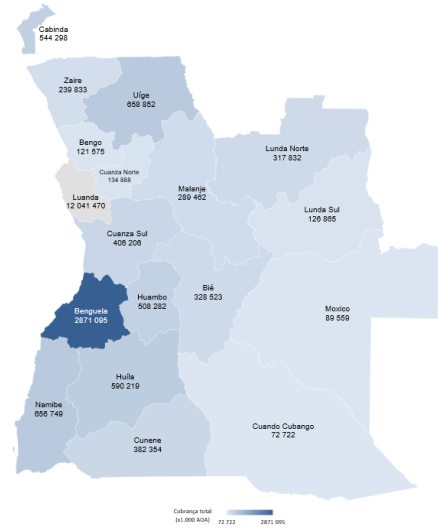 Cabinda
544 298
Zaire
239 833
Uíge
658 852
Bengo
121 575
Cuanza Norte
134 888
Lunda Norte
317 832
Malanje
289 462
Luanda
12 041 470
Lunda Sul
126 865
Cuanza Sul
406 206
Bié
328 523
Huambo
508 282
Benguela
2871 095
Moxico
89 559
Huíla
590 219
Namibe
656 749
Cuando Cubango
72 722
Cunene
382 354
Cobrança total
(x1,000 AOA)
72 722 2871 095